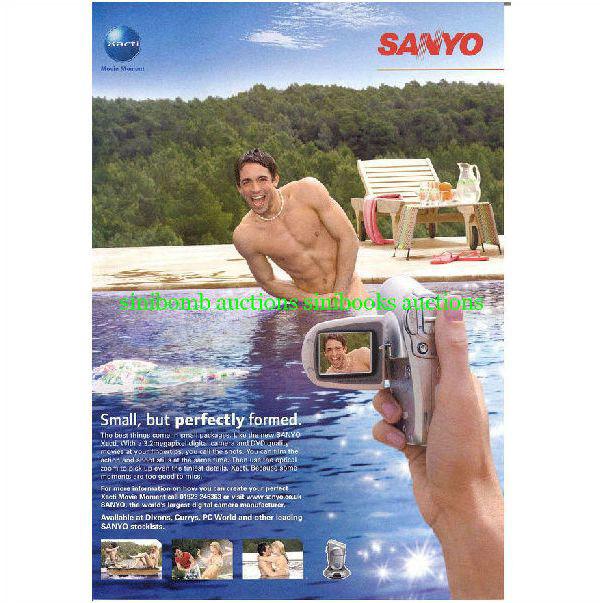 Xacti
Movie Moment
SANYO
sinibomb auctions sinibooks auctions
Small, but perfectly formed.
The best things come in small packages. Like the new SANYO
Xacti. With a 3.2 megapixel digital camera and DVD quality
movies at your fingertips, you call the shots. You can film the
action and shoot stills at the same time. Then use the optical
zoom to pick up even the tiniest details. Xacti. Because some
moments are too good to miss.
For more information on how you can create your perfect
Xacti Movie Moment call 01923 246363 or visit www.sanyo.co.uk
SANYO, the world's largest digital camera manufacturer.
Available at Dixons, Currys, PC World and other leading
SANYO stockists.